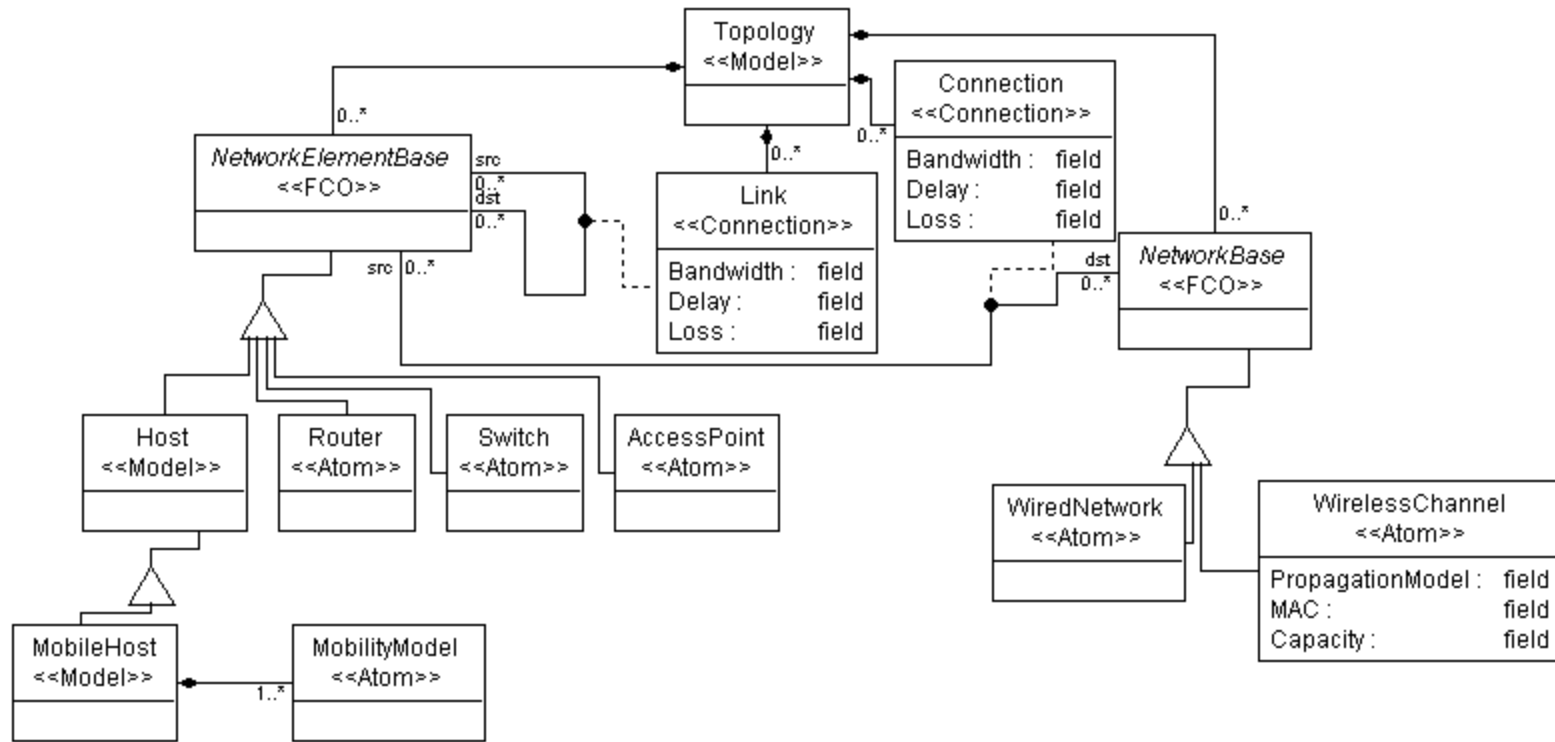 Topology
<<Model>>
0..*
0..*
0..*
0..*
Connection
<<Connection>>
Bandwidth : field
Delay : field
Loss : field
NetworkElementBase
<<FCO>>
src
0..*
dst
0..*
src 0..*
Link
<<Connection>>
Bandwidth : field
Delay : field
Loss : field
dst
0..*
NetworkBase
<<FCO>>
Host
<<Model>>
Router
<<Atom>>
Switch
<<Atom>>
AccessPoint
<<Atom>>
WiredNetwork
<<Atom>>
WirelessChannel
<<Atom>>
PropagationModel : field
MAC : field
Capacity : field
MobileHost
<<Model>>
1..*
MobilityModel
<<Atom>>